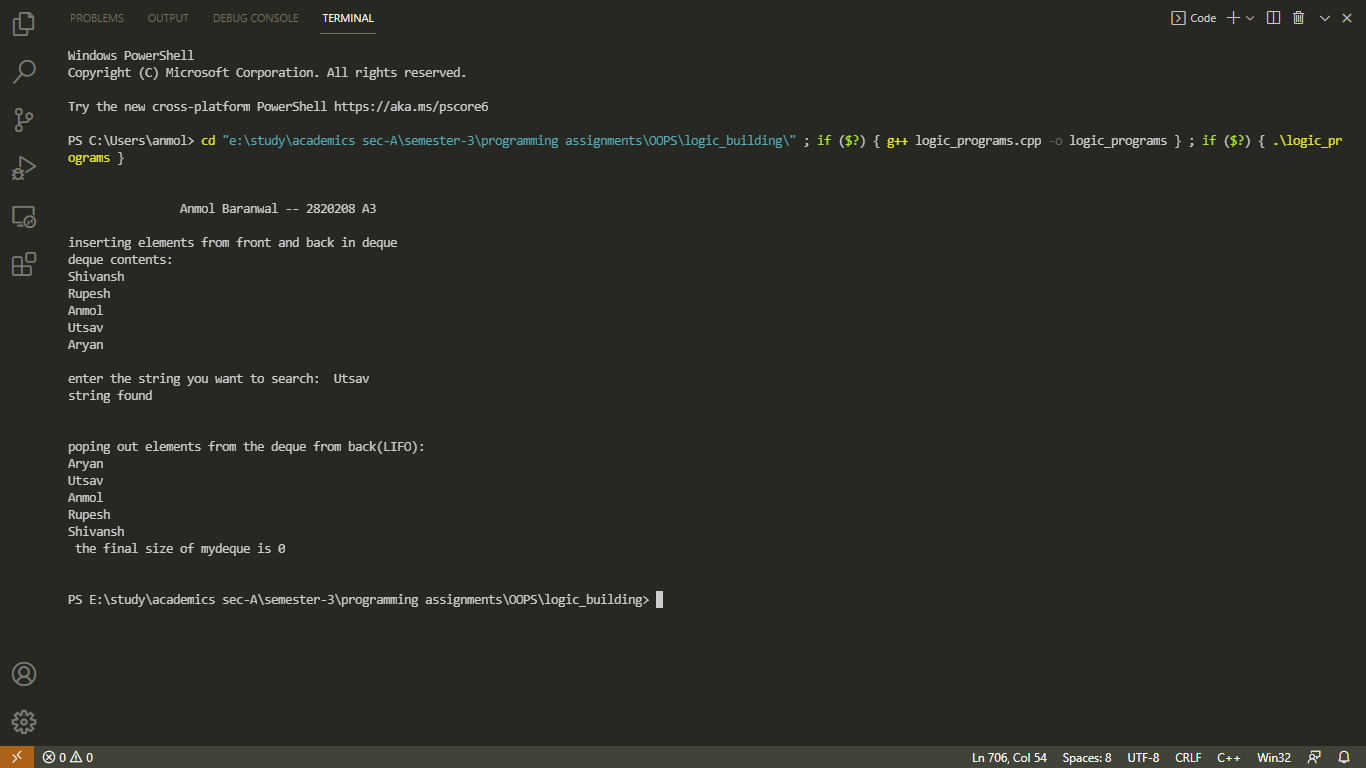 PROBLEMS OUTPUT DEBUG CONSOLE TERMINAL Code
Windows PowerShell
Copyright (C) Microsoft Corporation. All rights reserved.
Try the new cross-platform PowerShell https://aka.ms/pscore6
PS C:\Users\anmol> cd "e:\study\academics sec-A\semester-3\programming assignments\OOPS\logic_building\" ; if ($?) { g++ logic_programs.cpp -o logic_programs } ; if ($?) { .\logic_pr
ograms }
Anmol Baranwal -- 2820208 A3
inserting elements from front and back in deque
deque contents:
Shivansh
Rupesh
Anmol
Utsav
Aryan
enter the string you want to search:  Utsav
string found
poping out elements from the deque from back(LIFO):
Aryan
Utsav
Anmol
Rupesh
Shivansh
the final size of mydeque is 0
PS E:\study\academics sec-A\semester-3\programming assignments\OOPS\logic_building>
0 0 Ln 706, Col 54 Spaces: 8 UTF-8 CRLF C++ Win32